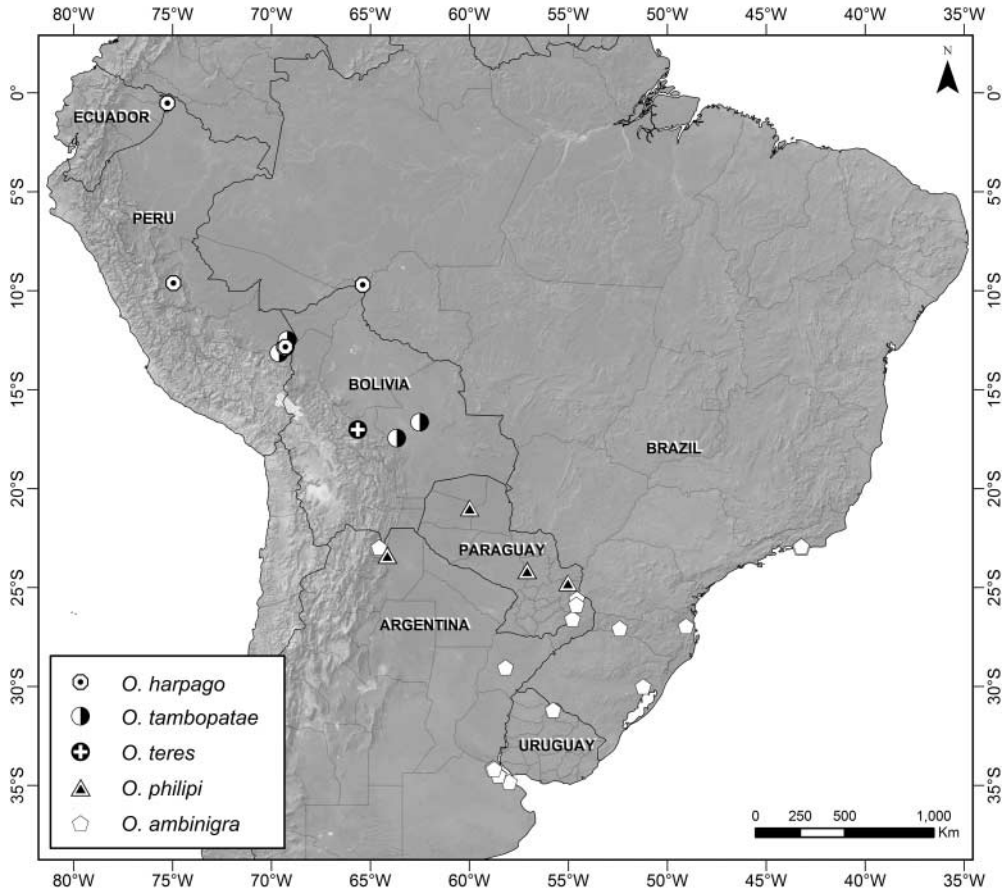 80°W 75°W 70°W 65°W 60°W 55°W 50°W 45°W 40°W 35°W
N
0° 0°
ECUADOR
5°S 5°S
PERU
10°S 10°S
BOLIVIA
15°S 15°S
BRAZIL
20°S 20°S
PARAGUAY
25°S 25°S
ARGENTINA
30°S 30°S
URUGUAY
35°S 35°S
O. harpago
O. tambopatae
O. teres
O. philipi
O. ambinigra
0 250 500 1,000
Km
80°W 75°W 70°W 65°W 60°W 55°W 50°W 45°W 40°W 35°W